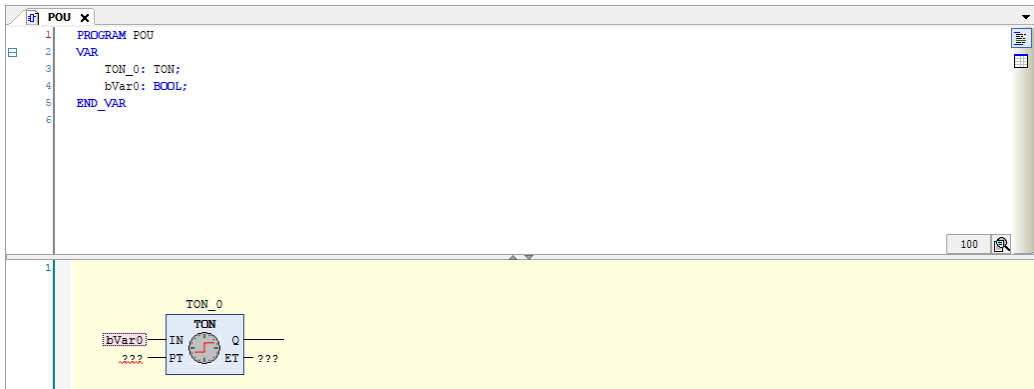 POU
1 PROGRAM POU
2 VAR
3 TON_0: TON;
4 bVar0: BOOL;
5 END_VAR
6
100
1
TON_0
TON
bVar0 IN Q
??? PT ET ???